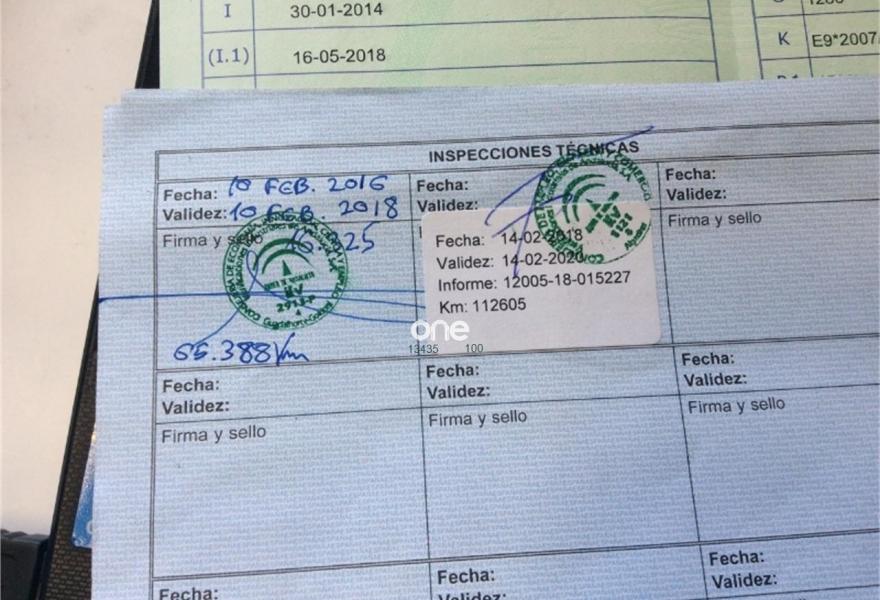 I 30-01-2014
(I.1) 16-05-2018
K E9*2007/
INSPECCIONES TÉCNICAS
Fecha: 10 FEB. 2016
Validez: 10 FEB. 2018
Firma y sello
2913-P
65.388 Km
Fecha:
Validez:
Fecha: 14-02-2018
Validez: 14-02-2020
Informe: 12005-18-015227
Km: 112605
one
13435 100
Fecha:
Validez:
Firma y sello
Fecha:
Validez:
Firma y sello
Fecha:
Validez:
Firma y sello
Fecha:
Validez:
Firma y sello
Fecha:
Fecha:
Validez:
Fecha:
Validez: